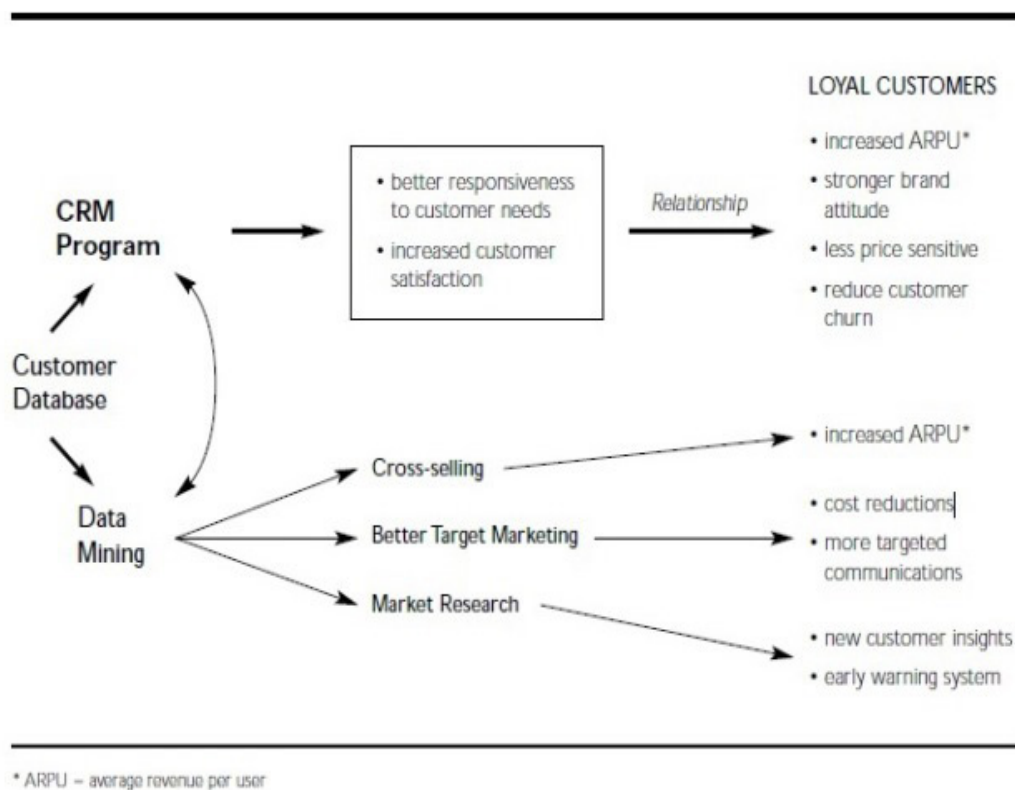 LOYAL CUSTOMERS
• increased ARPU*
• stronger brand
attitude
• less price sensitive
• reduce customer
churn
• better responsiveness
to customer needs
• increased customer
satisfaction
Relationship
CRM
Program
Customer
Database
Data
Mining
Cross-selling
Better Target Marketing
Market Research
• increased ARPU*
• cost reductions
• more targeted
communications
• new customer insights
• early warning system
* ARPU – average revenue per user